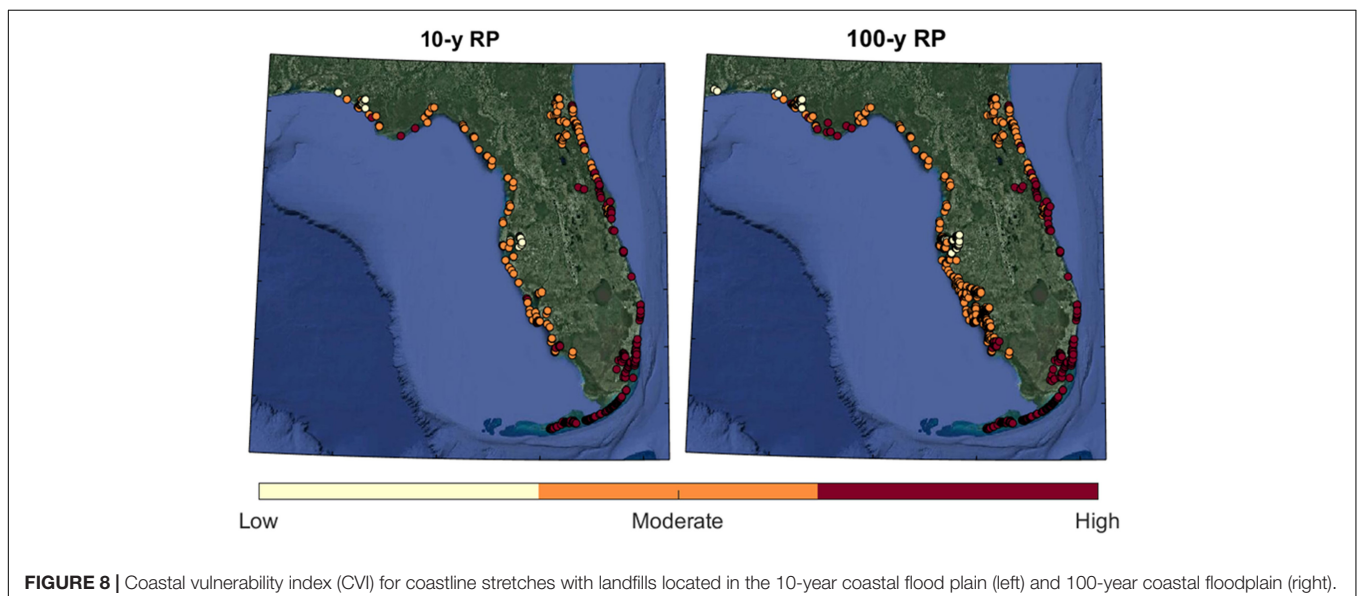 10-y RP
100-y RP
Low
Moderate
High
FIGURE 8 | Coastal vulnerability index (CVI) for coastline stretches with landfills located in the 10-year coastal flood plain (left) and 100-year coastal floodplain (right).